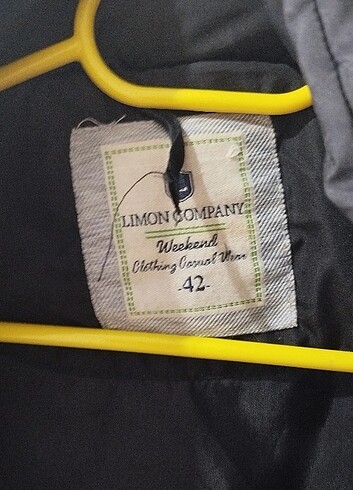 LIMON COMPANY
Weekend
Clothing Casual Wear
-42-